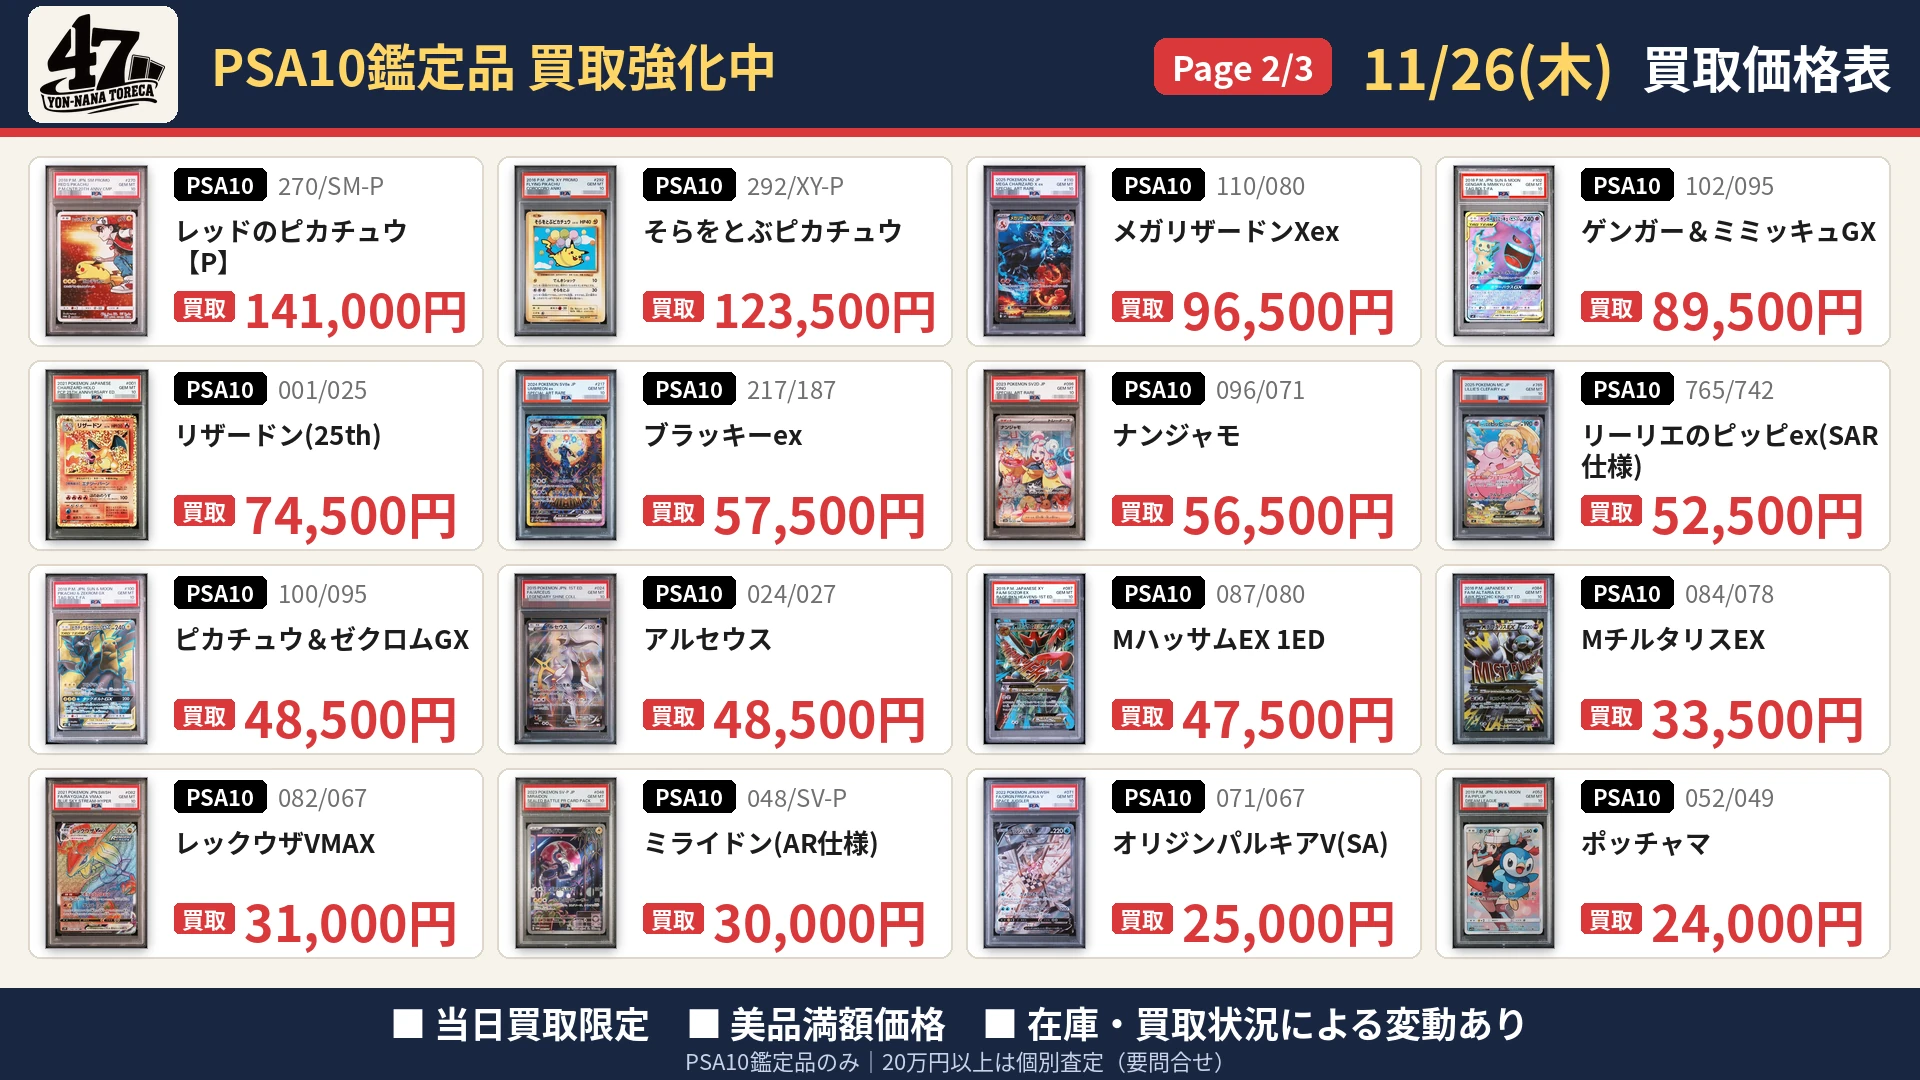 47
YON-NANA TORECA
PSA10鑑定品 買取強化中
Page 2/3
11/26(木) 買取価格表
PSA10 270/SM-P
レッドのピカチュウ
【P】
買取 141,000円
PSA10 292/XY-P
そらをとぶピカチュウ
買取 123,500円
PSA10 110/080
メガリザードンXex
買取 96,500円
PSA10 102/095
ゲンガー＆ミミッキュGX
買取 89,500円
PSA10 001/025
リザードン(25th)
買取 74,500円
PSA10 217/187
ブラッキーex
買取 57,500円
PSA10 096/071
ナンジャモ
買取 56,500円
PSA10 765/742
リーリエのピッピex(SAR
仕様)
買取 52,500円
PSA10 100/095
ピカチュウ＆ゼクロムGX
買取 48,500円
PSA10 024/027
アルセウス
買取 48,500円
PSA10 087/080
MハッサムEX 1ED
買取 47,500円
PSA10 084/078
MチルタリスEX
買取 33,500円
PSA10 082/067
レックウザVMAX
買取 31,000円
PSA10 048/SV-P
ミライドン(AR仕様)
買取 30,000円
PSA10 071/067
オリジンパルキアV(SA)
買取 25,000円
PSA10 052/049
ポッチャマ
買取 24,000円
■ 当日買取限定 ■ 美品満額価格 ■ 在庫・買取状況による変動あり
PSA10鑑定品のみ｜20万円以上は個別査定（要問合せ）